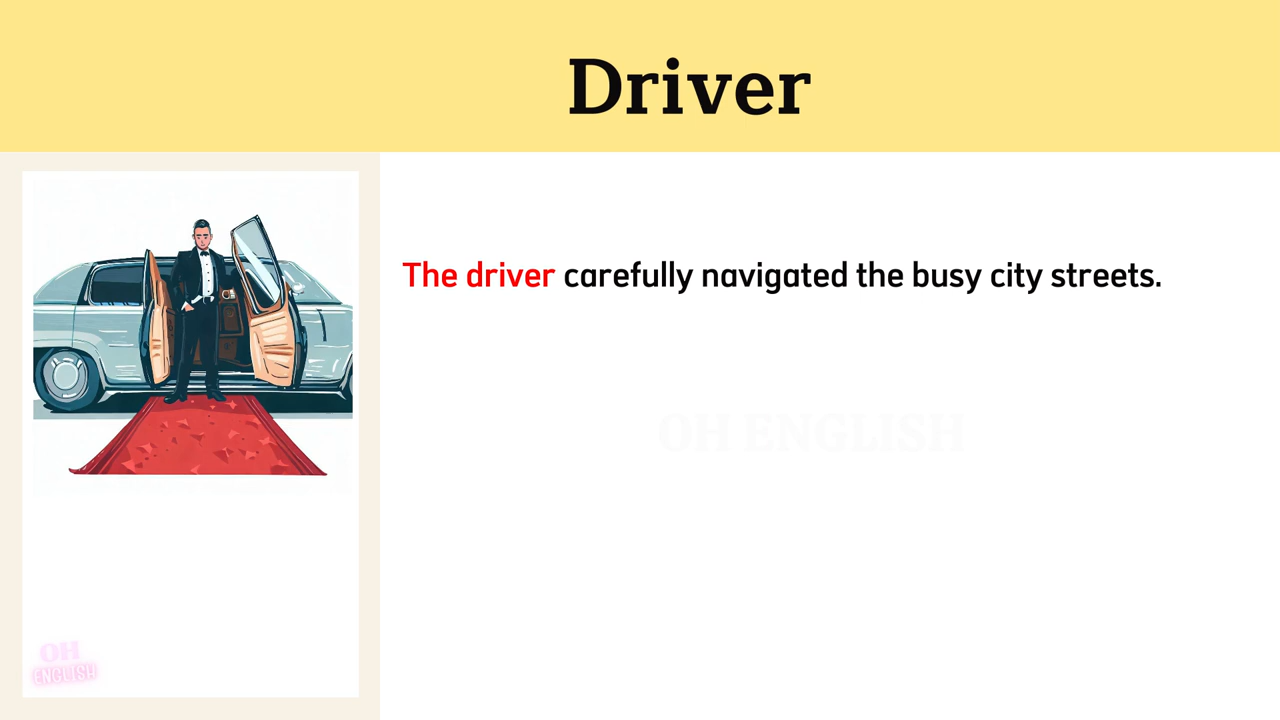 Driver
The driver carefully navigated the busy city streets.
OH ENGLISH
OH
ENGLISH